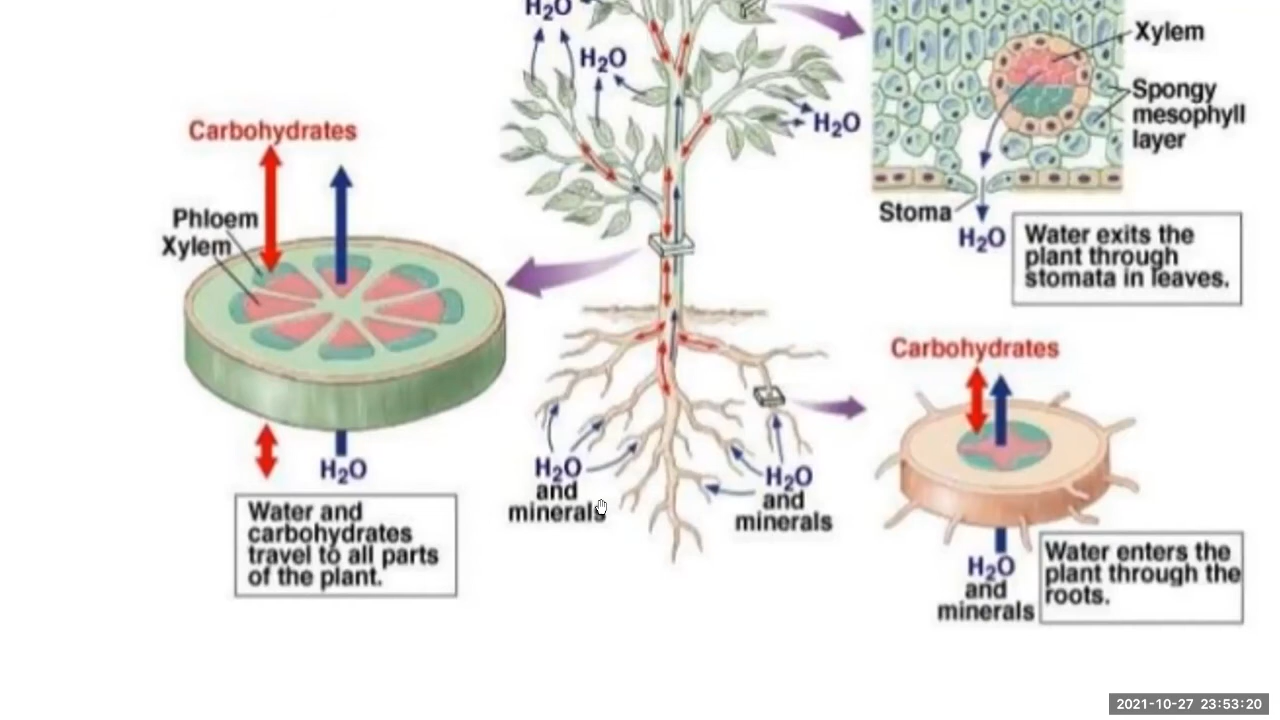 H₂O
H₂O
H₂O
Xylem
Spongy
mesophyll
layer
Stoma
H₂O
Water exits the
plant through
stomata in leaves.
Carbohydrates
Phloem
Xylem
H₂O
Water and
carbohydrates
travel to all parts
of the plant.
H₂O
and
minerals
H₂O
and
minerals
Carbohydrates
H₂O
and
minerals
Water enters the
plant through the
roots.
2021-10-27 23:53:20